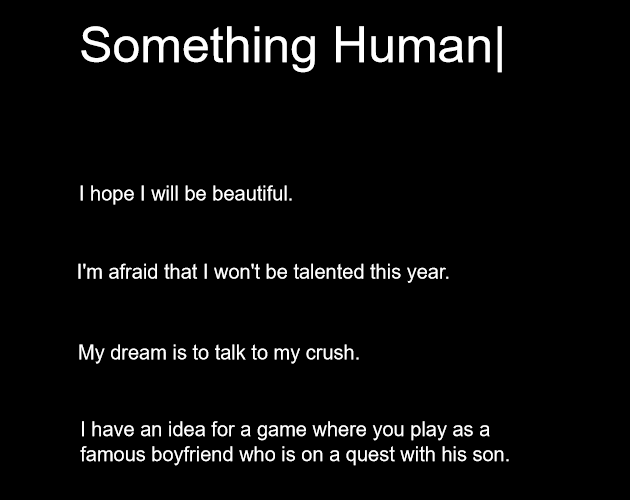 Something Human|
I hope I will be beautiful.
I'm afraid that I won't be talented this year.
My dream is to talk to my crush.
I have an idea for a game where you play as a
famous boyfriend who is on a quest with his son.